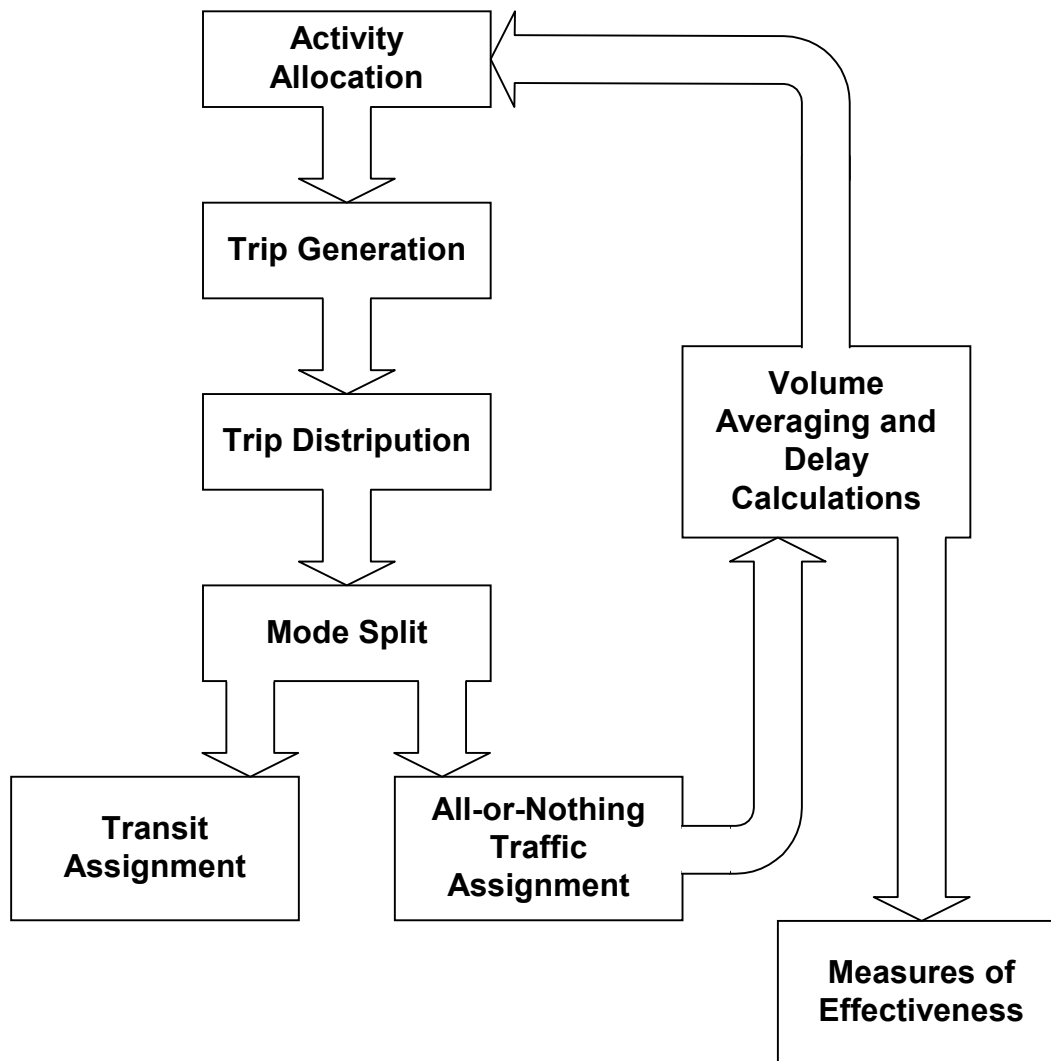 Activity
Allocation
Trip Generation
Trip Distripution
Volume
Averaging and
Delay
Calculations
Mode Split
Transit
Assignment
All-or-Nothing
Traffic
Assignment
Measures of
Effectiveness